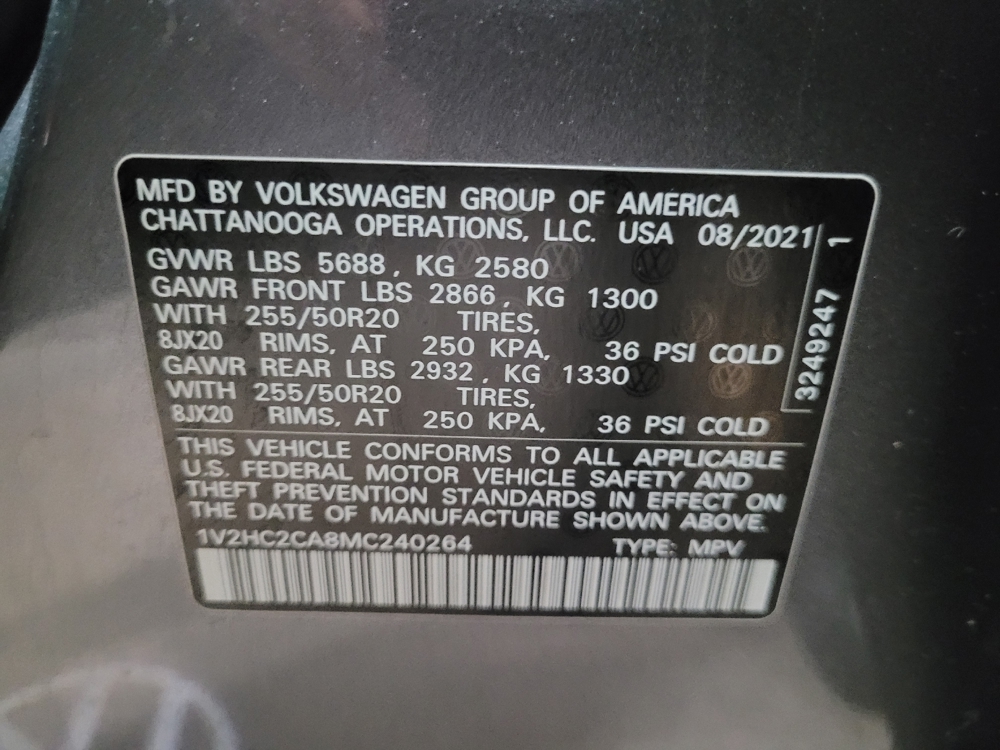 MFD BY VOLKSWAGEN GROUP OF AMERICA
CHATTANOOGA OPERATIONS, LLC. USA 08/2021
GVWR LBS 5688, KG 2580
GAWR FRONT LBS 2866, KG 1300
WITH 255/50R20 TIRES,
8JX20 RIMS, AT 250 KPA, 36 PSI COLD
GAWR REAR LBS 2932, KG 1330
WITH 255/50R20 TIRES,
8JX20 RIMS, AT 250 KPA, 36 PSI COLD
3249247 1
THIS VEHICLE CONFORMS TO ALL APPLICABLE
U.S. FEDERAL MOTOR VEHICLE SAFETY AND
THEFT PREVENTION STANDARDS IN EFFECT ON
THE DATE OF MANUFACTURE SHOWN ABOVE.
1V2HC2CA8MC240264 TYPE: MPV